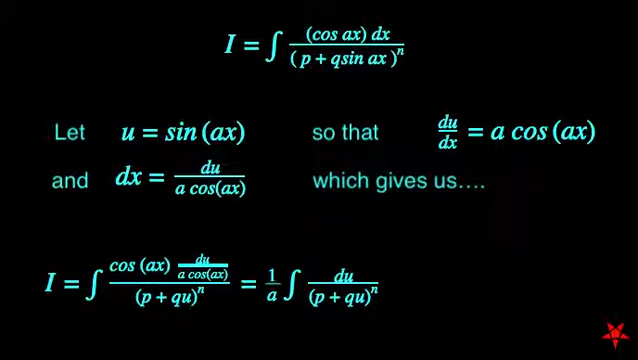 I = ∫ (cos ax) dx / ( p + qsin ax )ⁿ
Let u = sin (ax) so that du/dx = a cos (ax)
and dx = du / a cos(ax) which gives us....
I = ∫ cos (ax) du / a cos(ax) / (p + qu)ⁿ = 1/a ∫ du / (p + qu)ⁿ